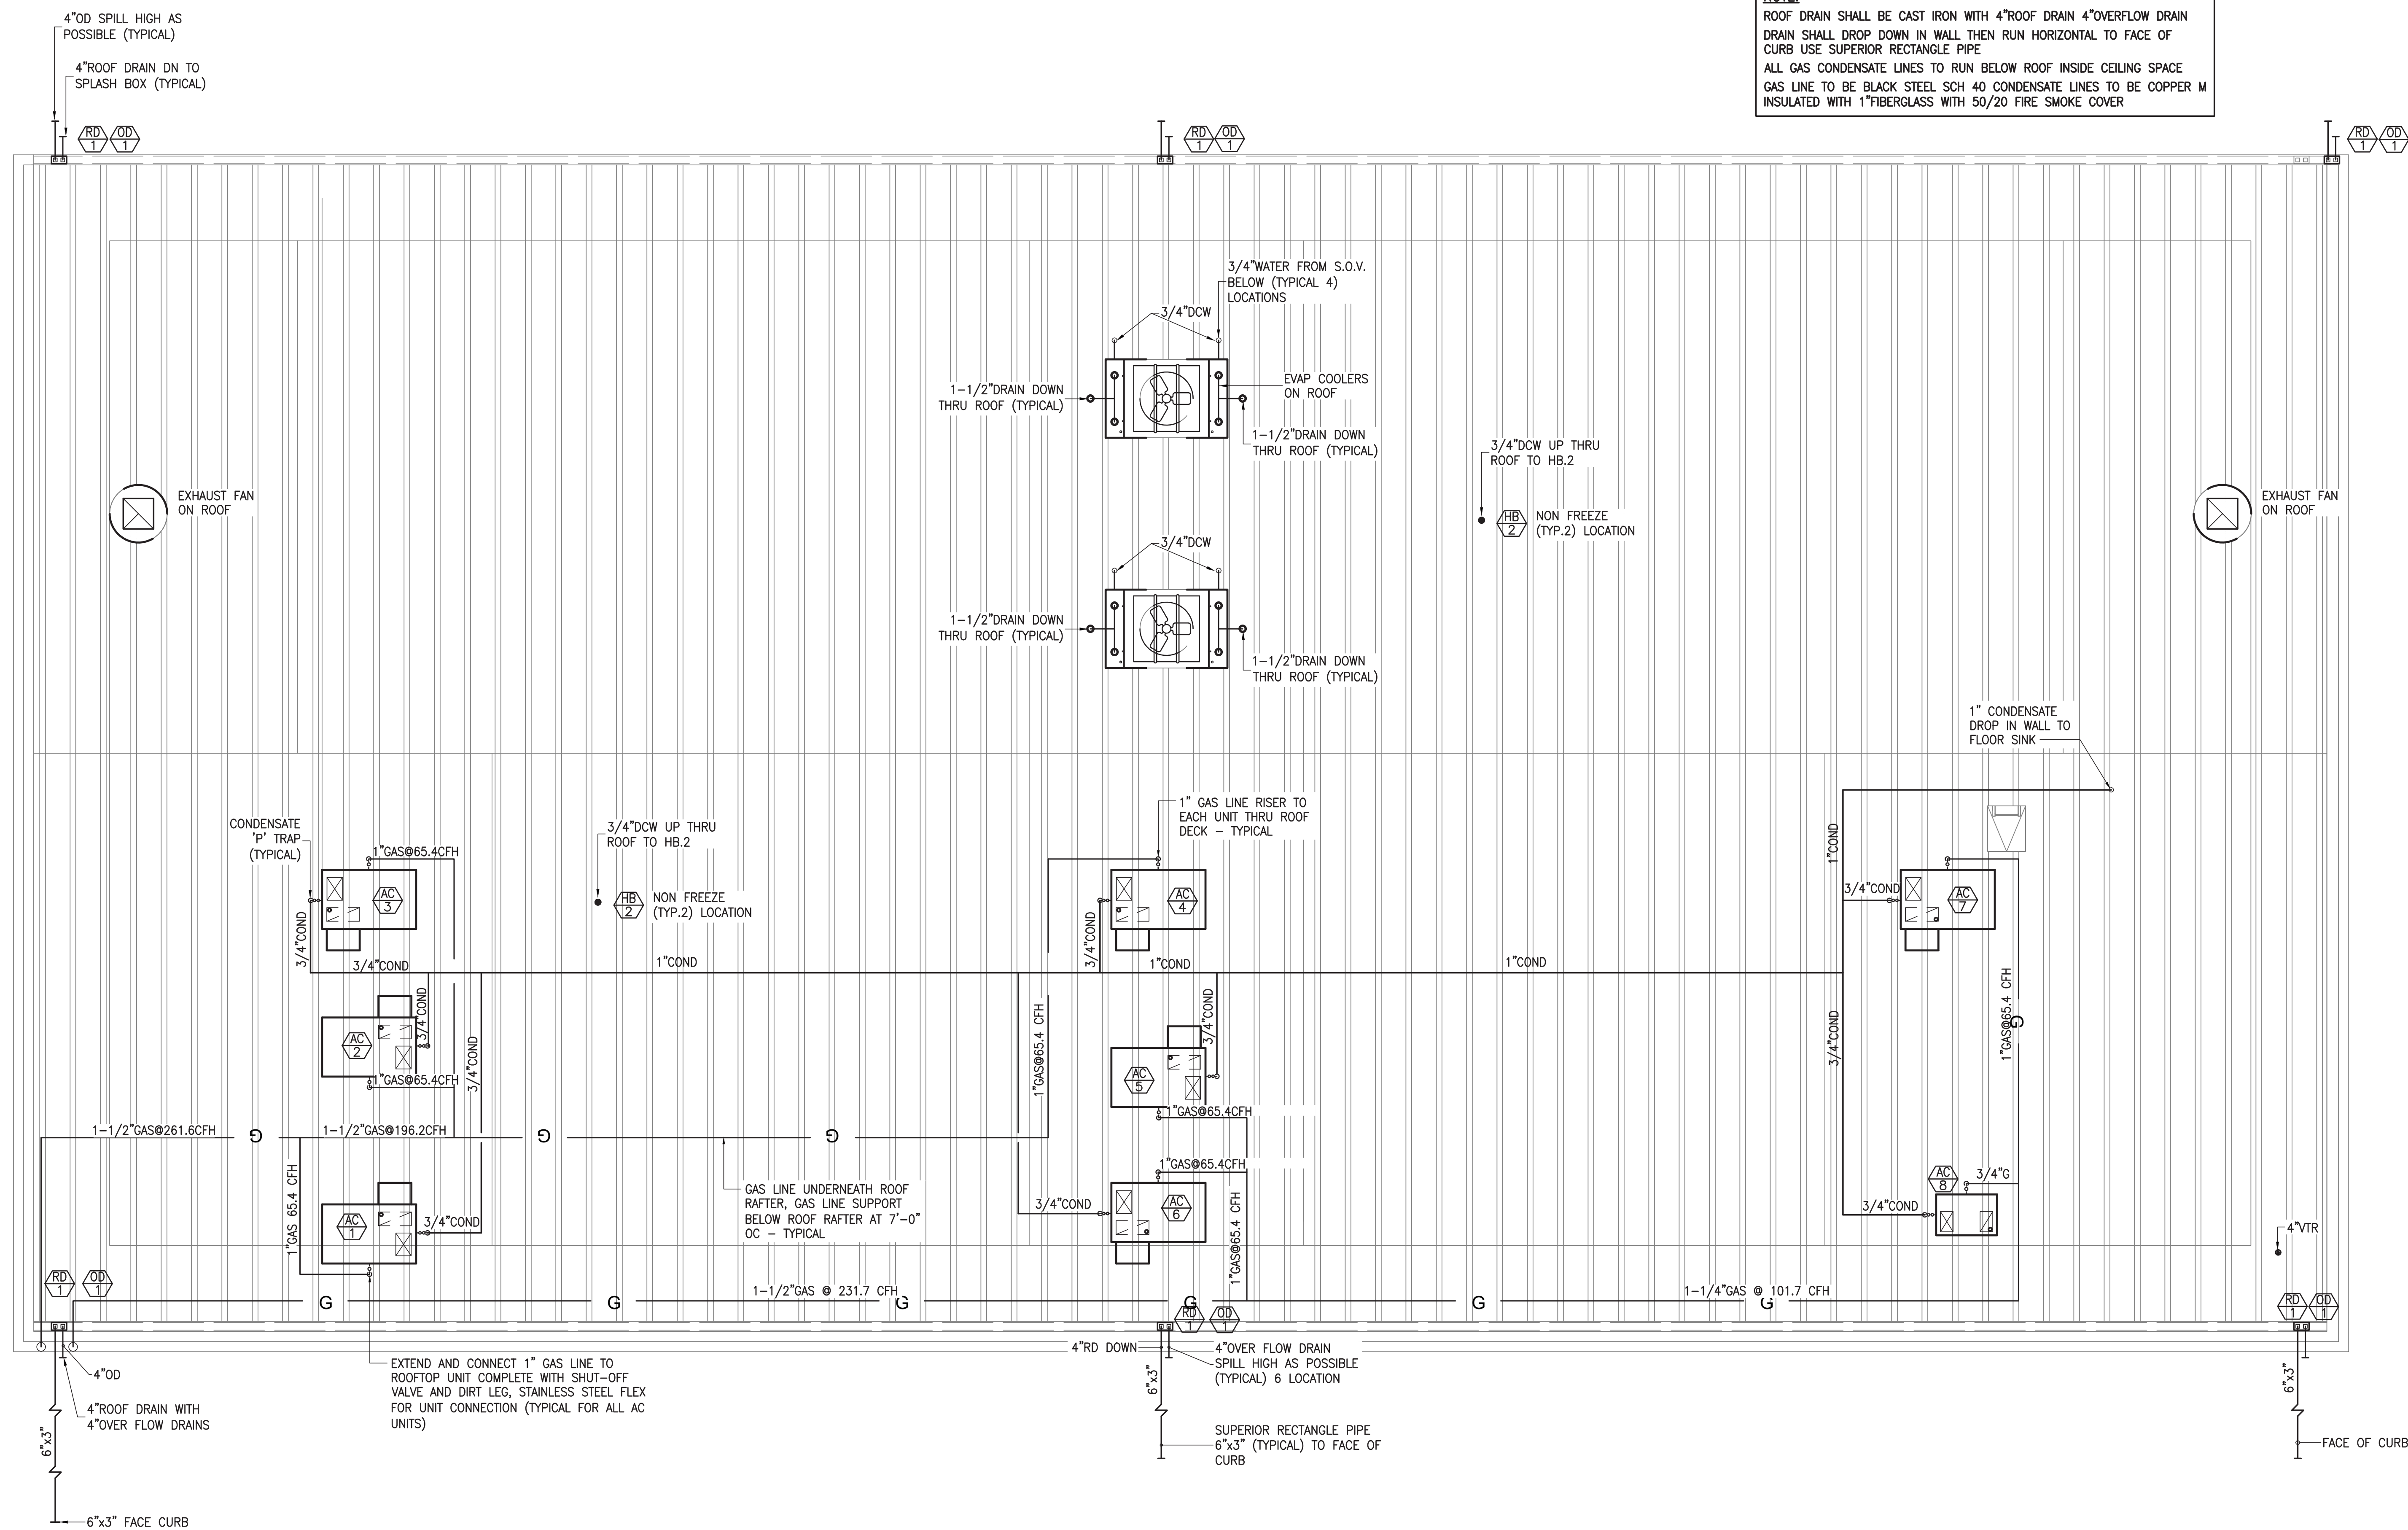 NOTE:
ROOF DRAIN SHALL BE CAST IRON WITH 4"ROOF DRAIN 4"OVERFLOW DRAIN
DRAIN SHALL DROP DOWN IN WALL THEN RUN HORIZONTAL TO FACE OF
CURB USE SUPERIOR RECTANGLE PIPE
ALL GAS CONDENSATE LINES TO RUN BELOW ROOF INSIDE CEILING SPACE
GAS LINE TO BE BLACK STEEL SCH 40 CONDENSATE LINES TO BE COPPER M
INSULATED WITH 1"FIBERGLASS WITH 50/20 FIRE SMOKE COVER
4"OD SPILL HIGH AS
POSSIBLE (TYPICAL)
4"ROOF DRAIN DN TO
SPLASH BOX (TYPICAL)
RD
1
OD
1
RD
1
OD
1
RD
1
OD
1
3/4"WATER FROM S.O.V.
BELOW (TYPICAL 4)
LOCATIONS
3/4"DCW
1-1/2"DRAIN DOWN
THRU ROOF (TYPICAL)
EVAP COOLERS
ON ROOF
1-1/2"DRAIN DOWN
THRU ROOF (TYPICAL)
3/4"DCW UP THRU
ROOF TO HB.2
HB
2
NON FREEZE
(TYP.2) LOCATION
EXHAUST FAN
ON ROOF
EXHAUST FAN
ON ROOF
3/4"DCW
1-1/2"DRAIN DOWN
THRU ROOF (TYPICAL)
1-1/2"DRAIN DOWN
THRU ROOF (TYPICAL)
1" CONDENSATE
DROP IN WALL TO
FLOOR SINK
CONDENSATE
'P' TRAP
(TYPICAL)
1"GAS@65.4CFH
3/4"DCW UP THRU
ROOF TO HB.2
1" GAS LINE RISER TO
EACH UNIT THRU ROOF
DECK – TYPICAL
1"COND
AC
3
HB
2
NON FREEZE
(TYP.2) LOCATION
AC
4
3/4"COND
AC
7
3/4"COND
3/4"COND
1"COND
3/4"COND
1"COND
1"COND
3/4"COND
AC
2
1"GAS@65.4CFH
3/4"COND
1"GAS@65.4 CFH
3/4"COND
AC
5
1"GAS@65.4CFH
3/4"COND
1"GAS@65.4 CFH
G
1-1/2"GAS@261.6CFH
G
1-1/2"GAS@196.2CFH
G
G
1"GAS 65.4 CFH
AC
1
3/4"COND
GAS LINE UNDERNEATH ROOF
RAFTER, GAS LINE SUPPORT
BELOW ROOF RAFTER AT 7'-0"
OC – TYPICAL
1"GAS@65.4CFH
3/4"COND
AC
6
1"GAS@65.4 CFH
AC
8
3/4"G
3/4"COND
4"VTR
RD
1
OD
1
G
G
1-1/2"GAS @ 231.7 CFH
G
G
G
1-1/4"GAS @ 101.7 CFH
G
RD
1
OD
1
RD
1
OD
1
4"OD
4"ROOF DRAIN WITH
4"OVER FLOW DRAINS
6"x3"
6"x3" FACE CURB
EXTEND AND CONNECT 1" GAS LINE TO
ROOFTOP UNIT COMPLETE WITH SHUT-OFF
VALVE AND DIRT LEG, STAINLESS STEEL FLEX
FOR UNIT CONNECTION (TYPICAL FOR ALL AC
UNITS)
4"RD DOWN
4"OVER FLOW DRAIN
SPILL HIGH AS POSSIBLE
(TYPICAL) 6 LOCATION
6"x3"
SUPERIOR RECTANGLE PIPE
6"x3" (TYPICAL) TO FACE OF
CURB
6"x3"
FACE OF CURB